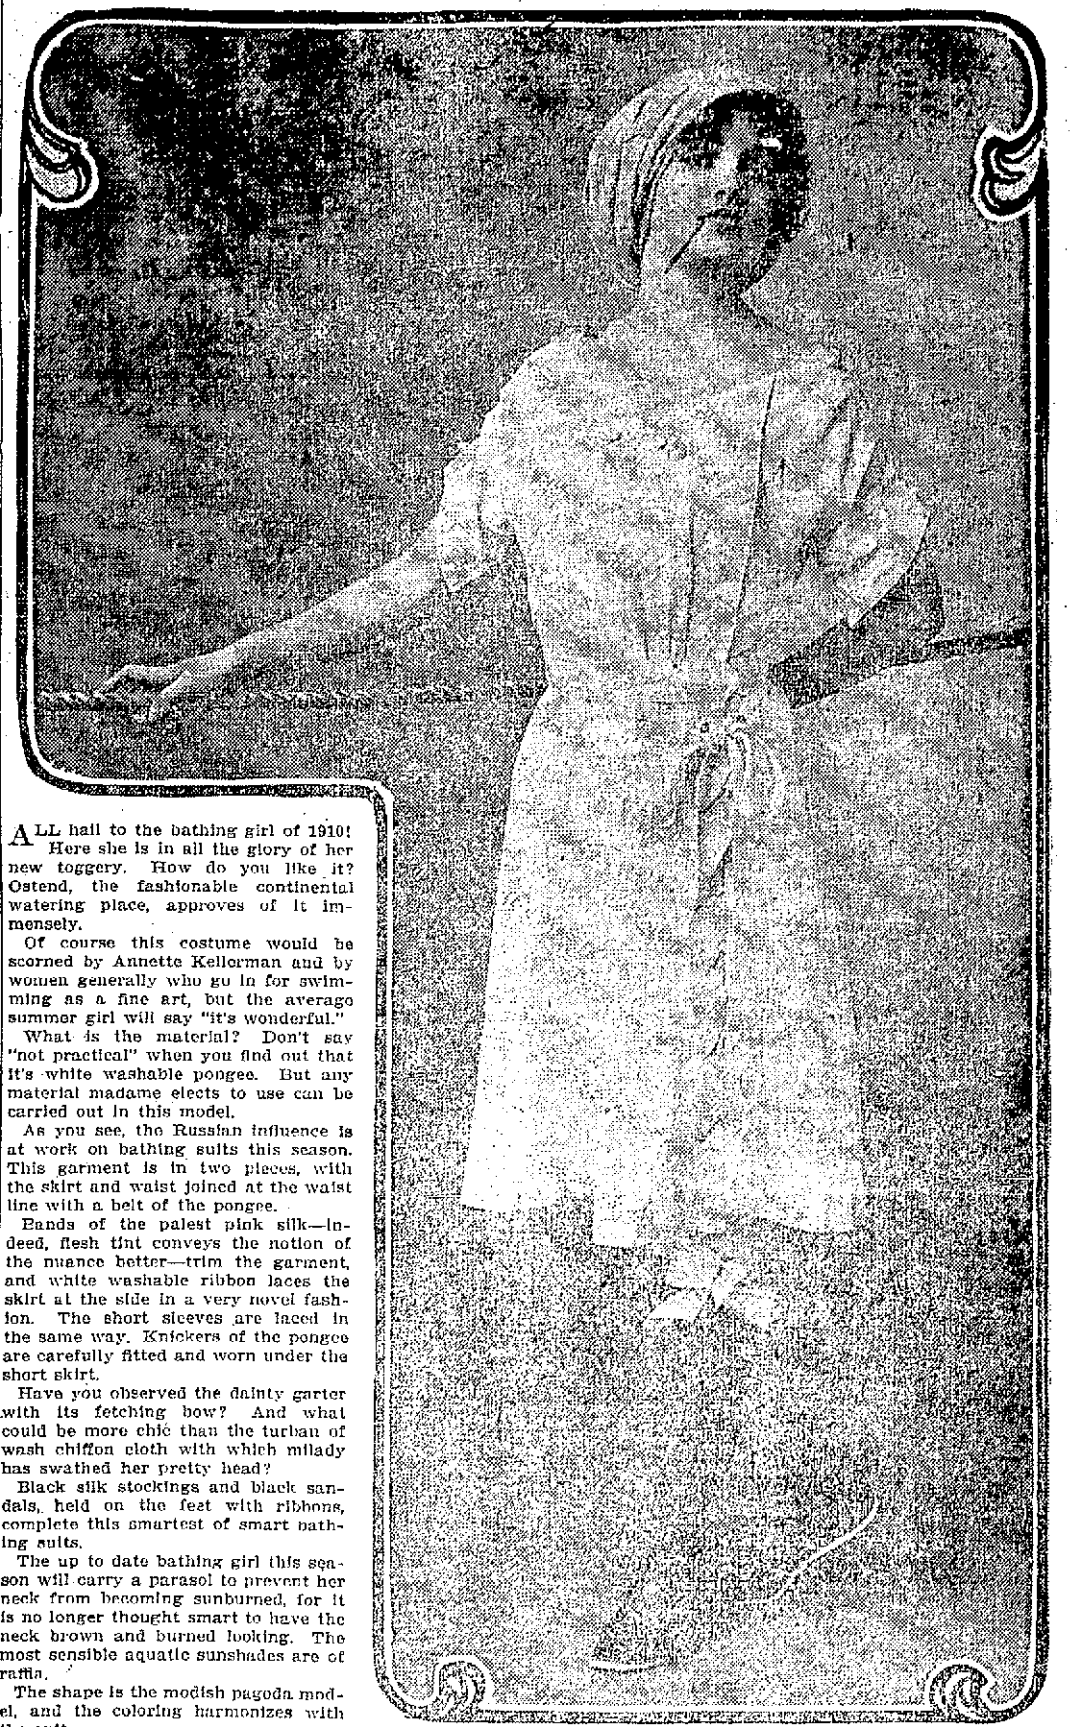 ALL hail to the bathing girl of 1910!
Here she is in all the glory of her
new toggery. How do you like it?
Ostend, the fashionable continental
watering place, approves of it im-
mensely.
Of course this costume would be
scorned by Annette Kellerman and by
women generally who go in for swim-
ming as a fine art, but the average
summer girl will say "it's wonderful."
What is the material? Don't say
"not practical" when you find out that
it's white washable pongee. But any
material madame elects to use can be
carried out in this model.
As you see, the Russian influence is
at work on bathing suits this season.
This garment is in two pieces, with
the skirt and waist joined at the waist
line with a belt of the pongee.
Bands of the palest pink silk—in-
deed, flesh tint conveys the notion of
the nuance better—trim the garment,
and white washable ribbon laces the
skirt at the side in a very novel fash-
ion. The short sleeves are laced in
the same way. Knickers of the pongee
are carefully fitted and worn under the
short skirt.
Have you observed the dainty garter
with its fetching bow? And what
could be more chic than the turban of
wash chiffon cloth with which milady
has swathed her pretty head?
Black silk stockings and black san-
dals, held on the feet with ribbons,
complete this smartest of smart bath-
ing suits.
The up to date bathing girl this sea-
son will carry a parasol to prevent her
neck from becoming sunburned, for it
is no longer thought smart to have the
neck brown and burned looking. The
most sensible aquatic sunshades are of
raffia.
The shape is the modish pagoda mod-
el, and the coloring harmonizes with